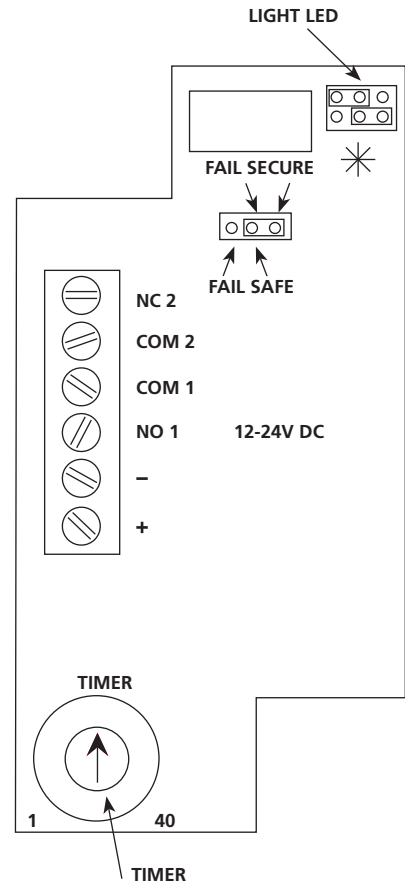 LIGHT LED
FAIL SECURE
FAIL SAFE
NC 2
COM 2
COM 1
NO 1 12-24V DC
–
+
TIMER
1 40
TIMER